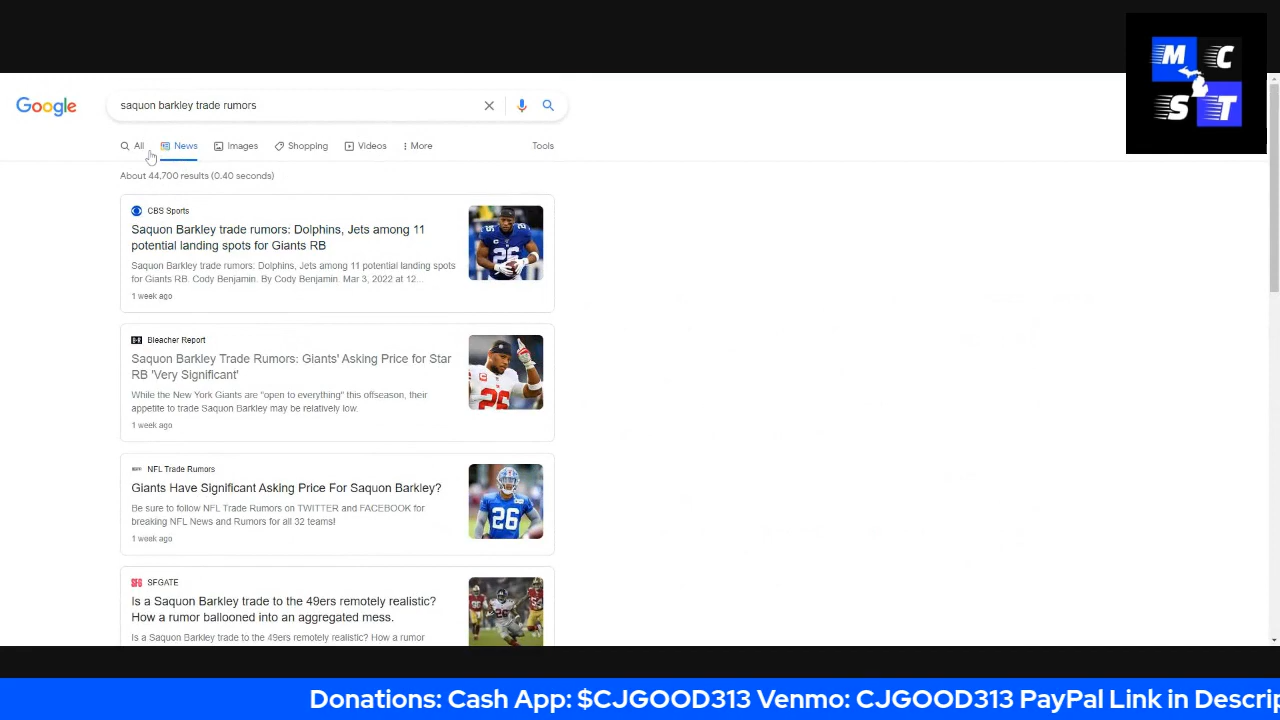 M C
S T
Google
saquon barkley trade rumors
All News Images Shopping Videos More Tools
About 44,700 results (0.40 seconds)
CBS Sports
Saquon Barkley trade rumors: Dolphins, Jets among 11
potential landing spots for Giants RB
Saquon Barkley trade rumors: Dolphins, Jets among 11 potential landing spots
for Giants RB. Cody Benjamin. By Cody Benjamin. Mar 3, 2022 at 12...
1 week ago
Bleacher Report
Saquon Barkley Trade Rumors: Giants' Asking Price for Star
RB 'Very Significant'
While the New York Giants are "open to everything" this offseason, their
appetite to trade Saquon Barkley may be relatively low.
1 week ago
NFL Trade Rumors
Giants Have Significant Asking Price For Saquon Barkley?
Be sure to follow NFL Trade Rumors on TWITTER and FACEBOOK for
breaking NFL News and Rumors for all 32 teams!
1 week ago
SFGATE
Is a Saquon Barkley trade to the 49ers remotely realistic?
How a rumor ballooned into an aggregated mess.
Is a Saquon Barkley trade to the 49ers remotely realistic? How a rumor
26
26
26
Donations: Cash App: $CJGOOD313 Venmo: CJGOOD313 PayPal Link in Descrip